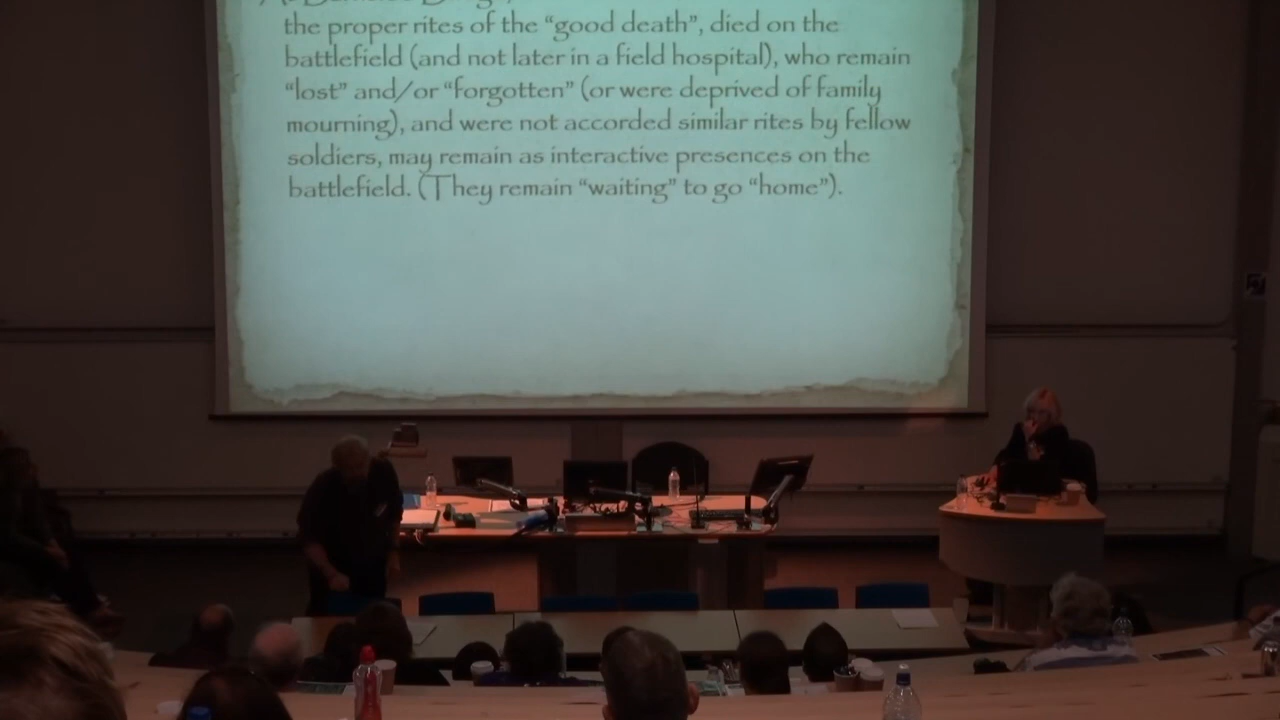 the proper rites of the “good death”, died on the
battlefield (and not later in a field hospital), who remain
“lost” and/or “forgotten” (or were deprived of family
mourning), and were not accorded similar rites by fellow
soldiers, may remain as interactive presences on the
battlefield. (They remain “waiting” to go “home”).